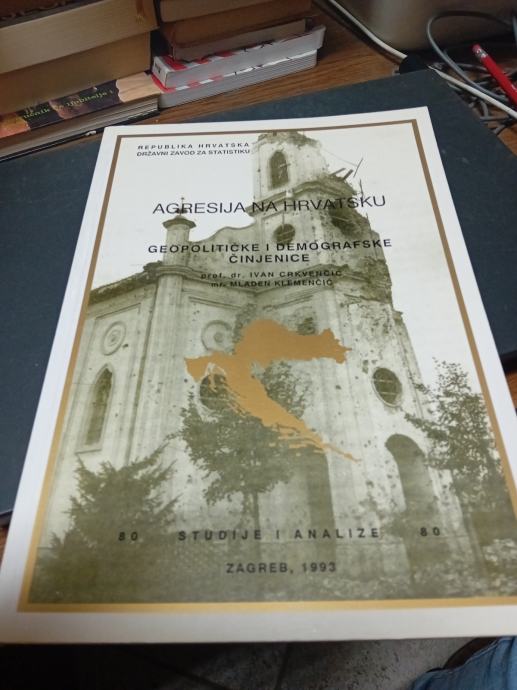 REPUBLIKA HRVATSKA
DRŽAVNI ZAVOD ZA STATISTIKU
AGRESIJA NA HRVATSKU
GEOPOLITIČKE I DEMOGRAFSKE
ČINJENICE
prof. dr. IVAN CRKVENČIĆ
mr. MLADEN KLEMENČIĆ
80 STUDIJE I ANALIZE 80
ZAGREB, 1993